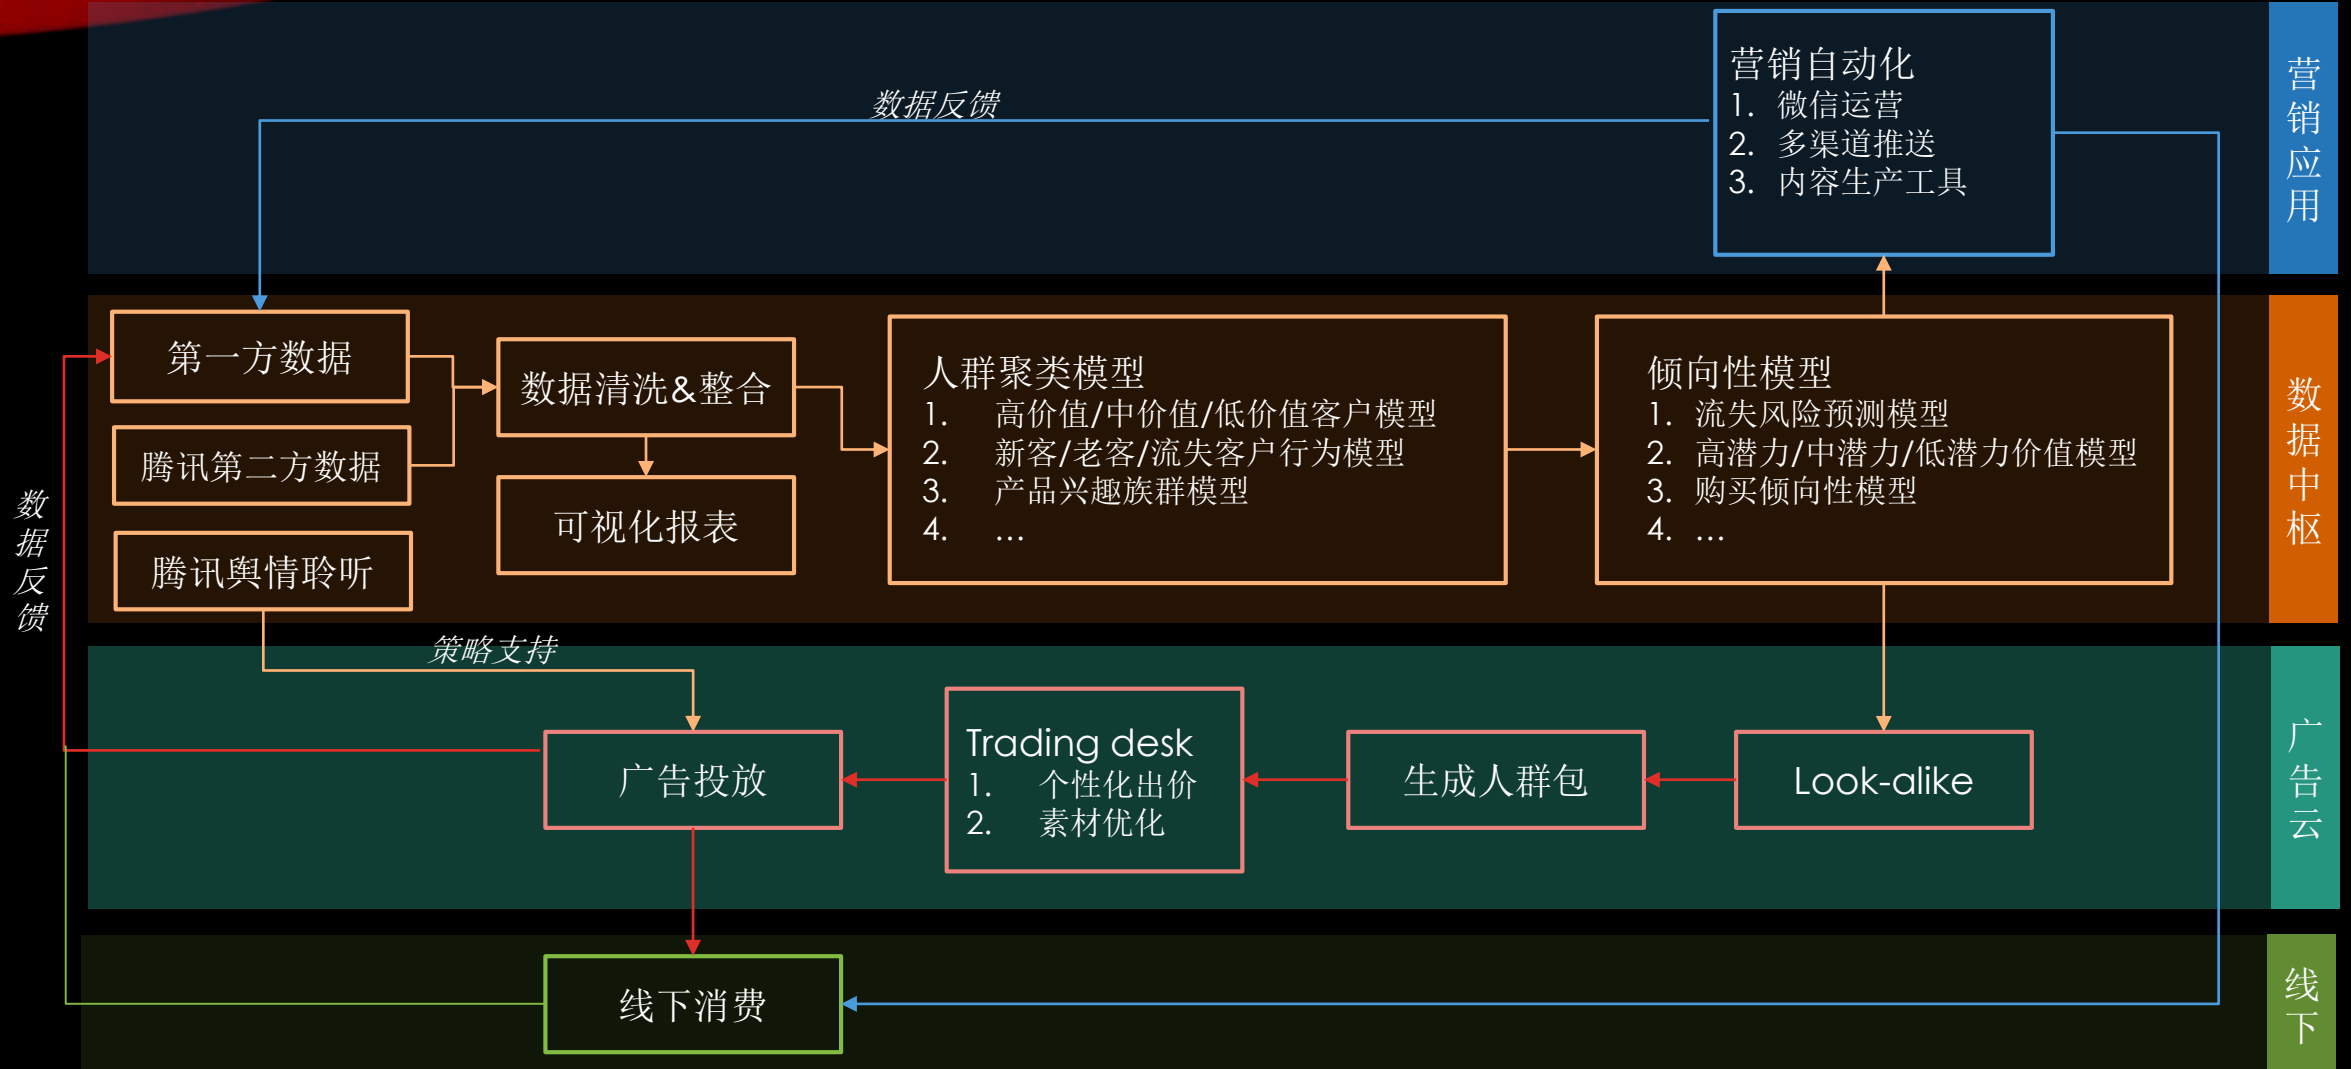 营销应用
数据反馈
营销自动化
1. 微信运营
2. 多渠道推送
3. 内容生产工具
数据中枢
第一方数据
腾讯第二方数据
腾讯舆情聆听
数据清洗&整合
可视化报表
人群聚类模型
1. 高价值/中价值/低价值客户模型
2. 新客/老客/流失客户行为模型
3. 产品兴趣族群模型
4. …
倾向性模型
1. 流失风险预测模型
2. 高潜力/中潜力/低潜力价值模型
3. 购买倾向性模型
4. …
数据反馈
策略支持
广告云
广告投放
Trading desk
1. 个性化出价
2. 素材优化
生成人群包
Look-alike
线下
线下消费